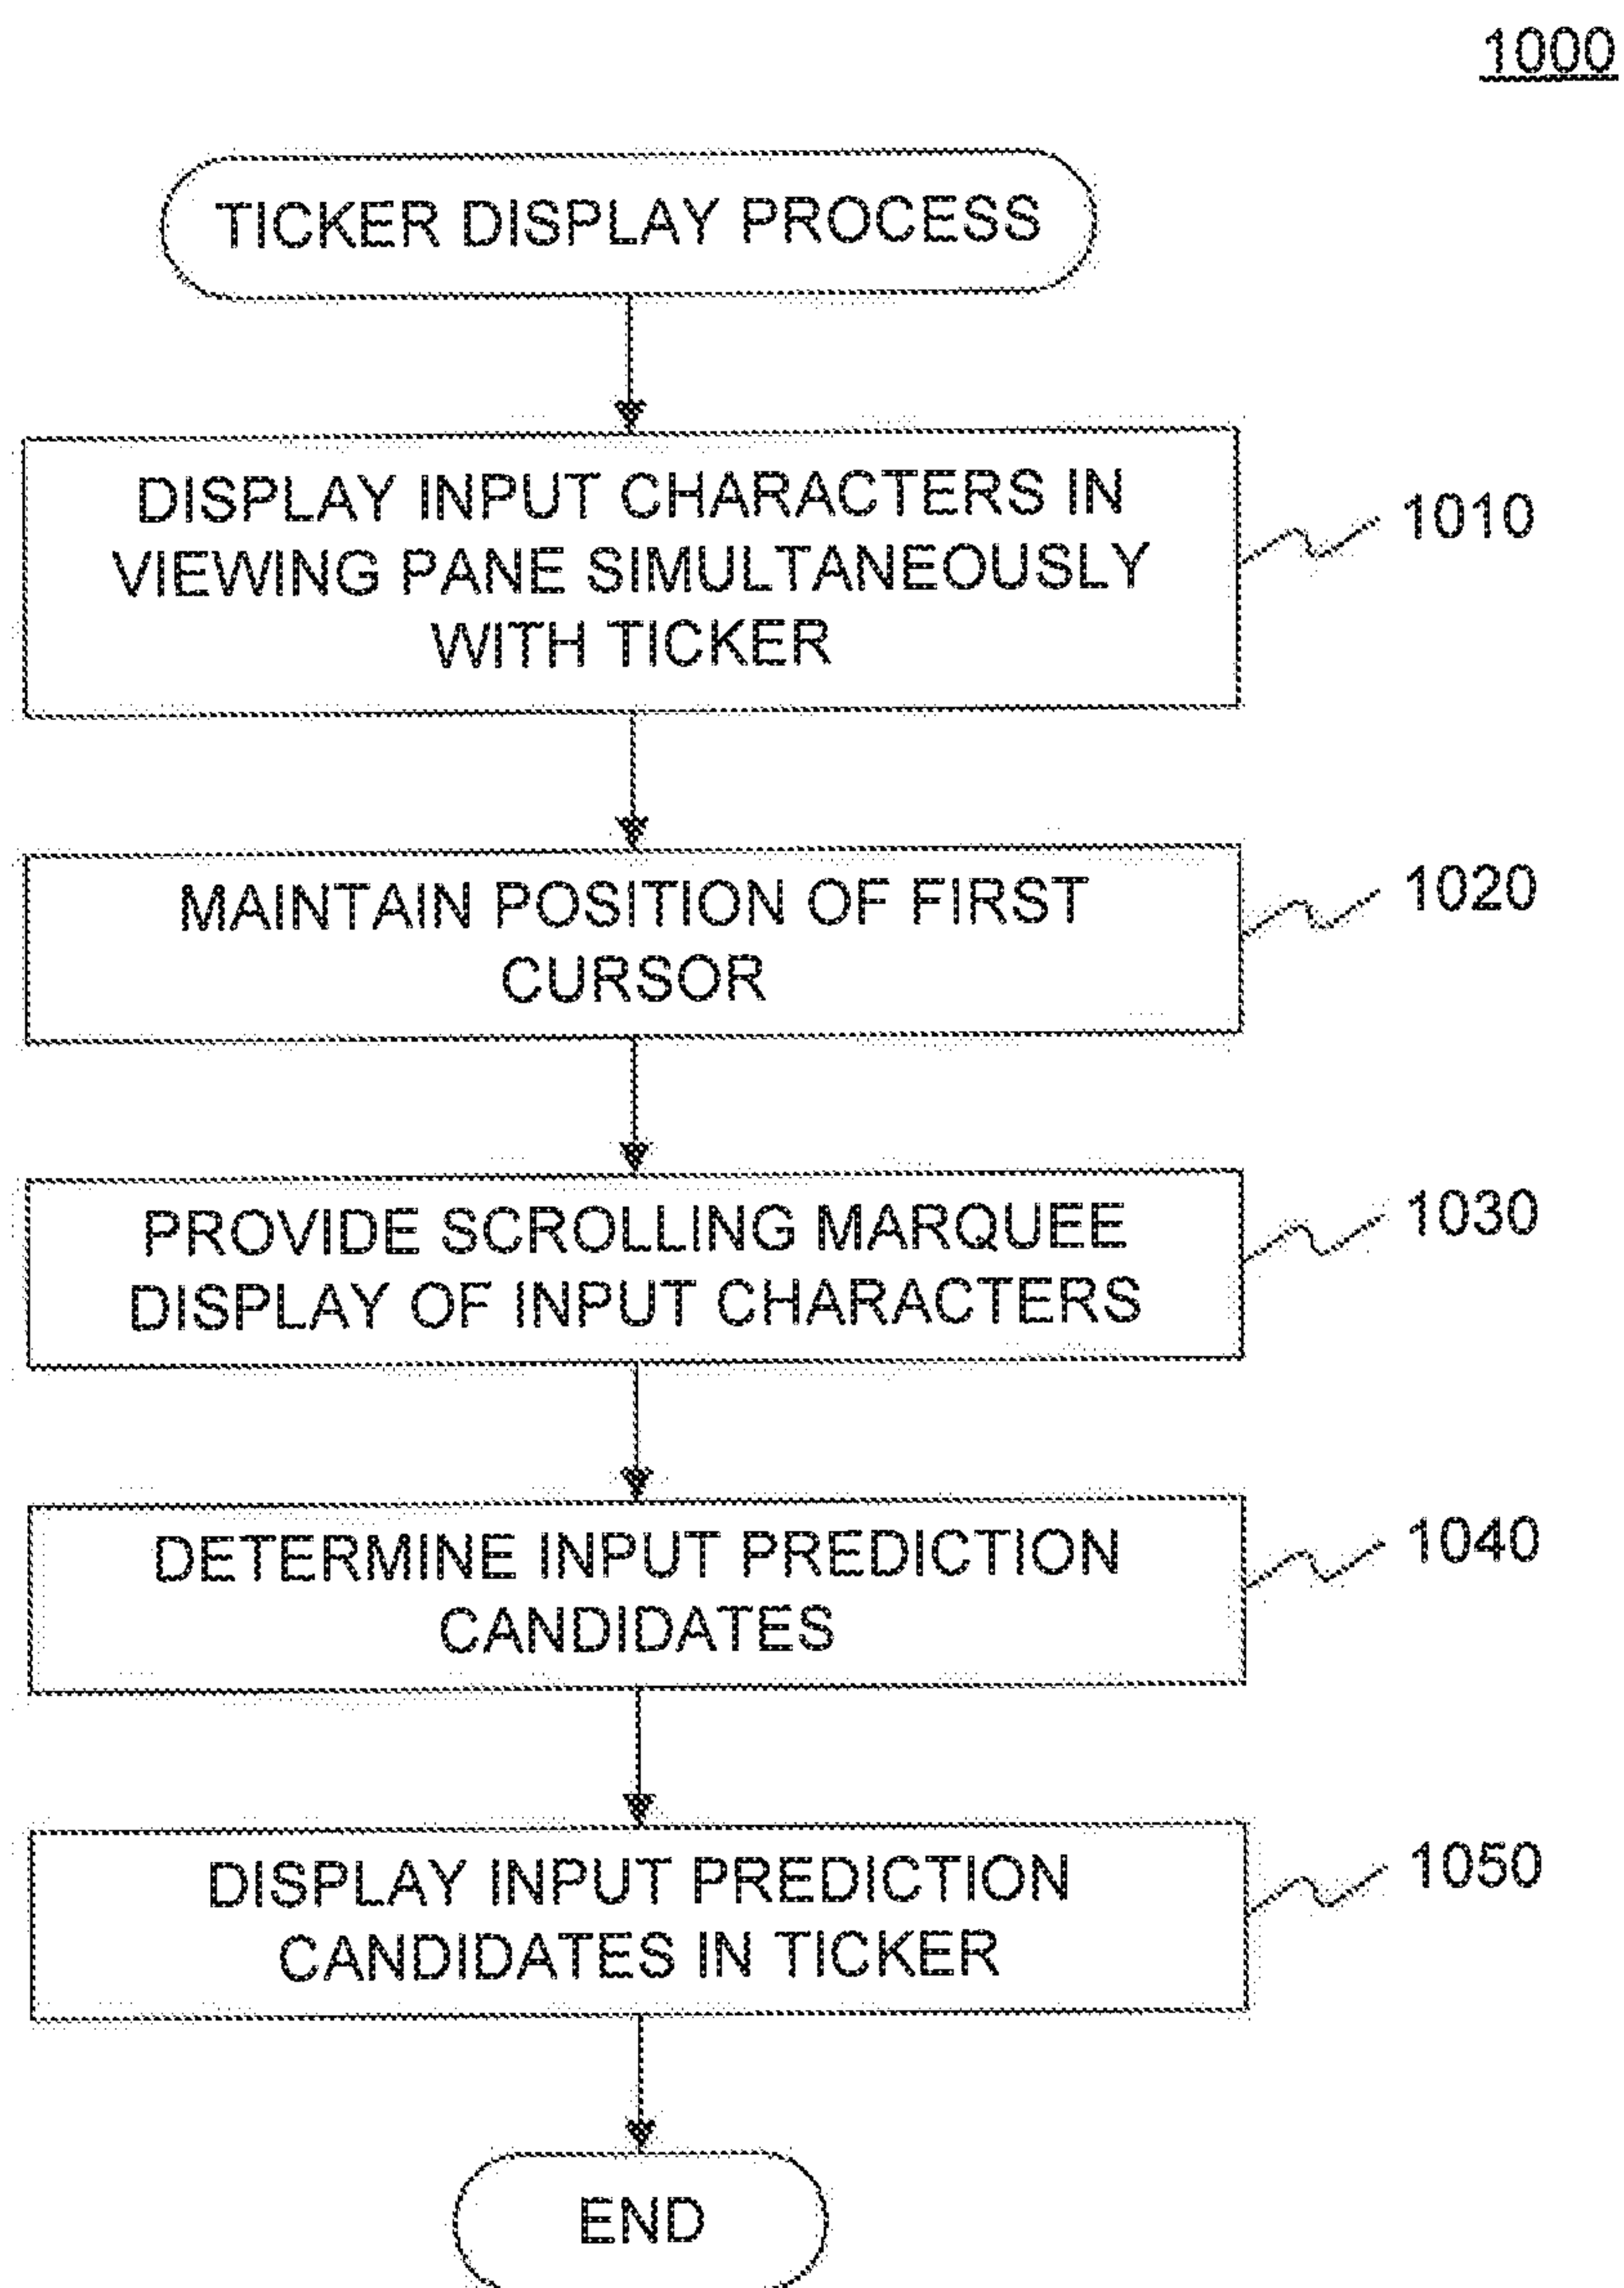 1000
TICKER DISPLAY PROCESS
DISPLAY INPUT CHARACTERS IN
VIEWING PANE SIMULTANEOUSLY
WITH TICKER
1010
MAINTAIN POSITION OF FIRST
CURSOR
1020
PROVIDE SCROLLING MARQUEE
DISPLAY OF INPUT CHARACTERS
1030
DETERMINE INPUT PREDICTION
CANDIDATES
1040
DISPLAY INPUT PREDICTION
CANDIDATES IN TICKER
1050
END